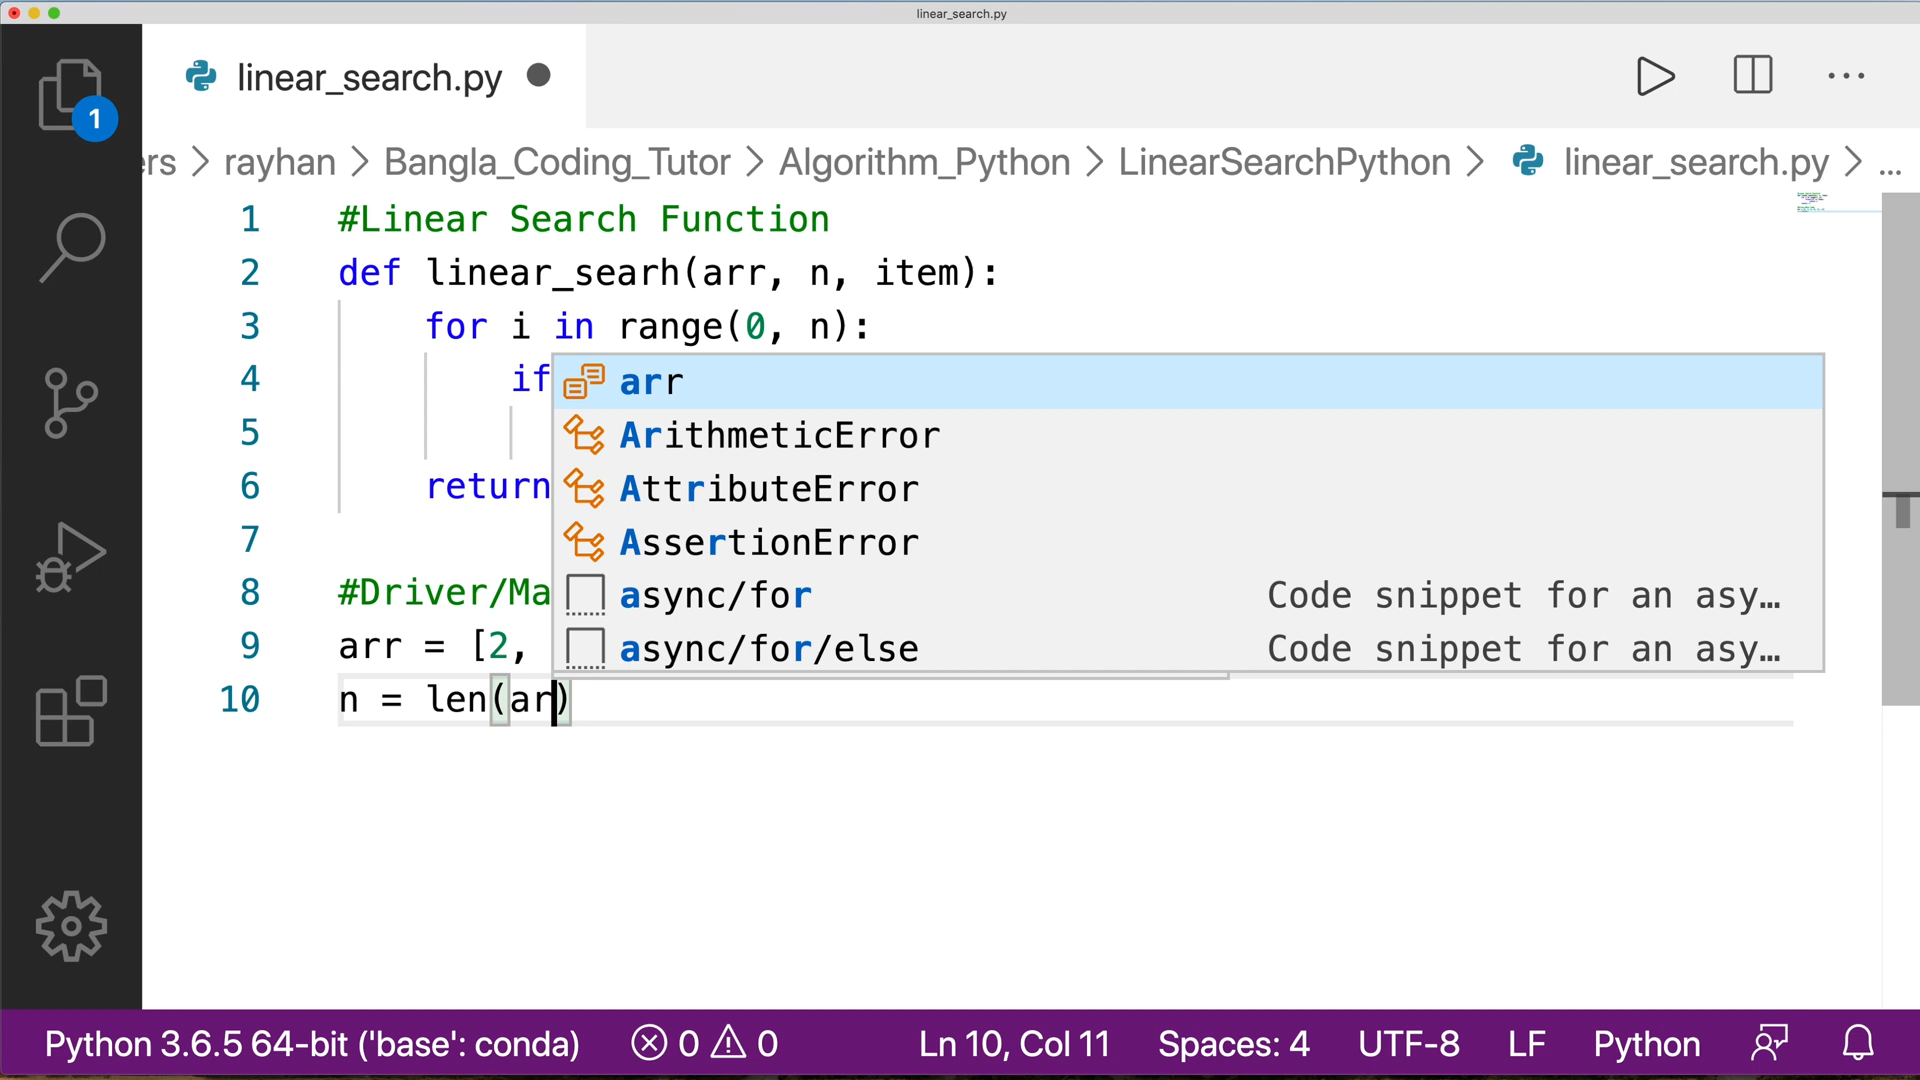 linear_search.py
linear_search.py
1
ers > rayhan > Bangla_Coding_Tutor > Algorithm_Python > LinearSearchPython > linear_search.py > ...
1 #Linear Search Function
2 def linear_searh(arr, n, item):
3 for i in range(0, n):
4 if
5
6 return
7
8 #Driver/Ma
9 arr = [2,
10 n = len(ar)
arr
ArithmeticError
AttributeError
AssertionError
async/for Code snippet for an asy…
async/for/else Code snippet for an asy…
Python 3.6.5 64-bit ('base': conda) 0 0 Ln 10, Col 11 Spaces: 4 UTF-8 LF Python